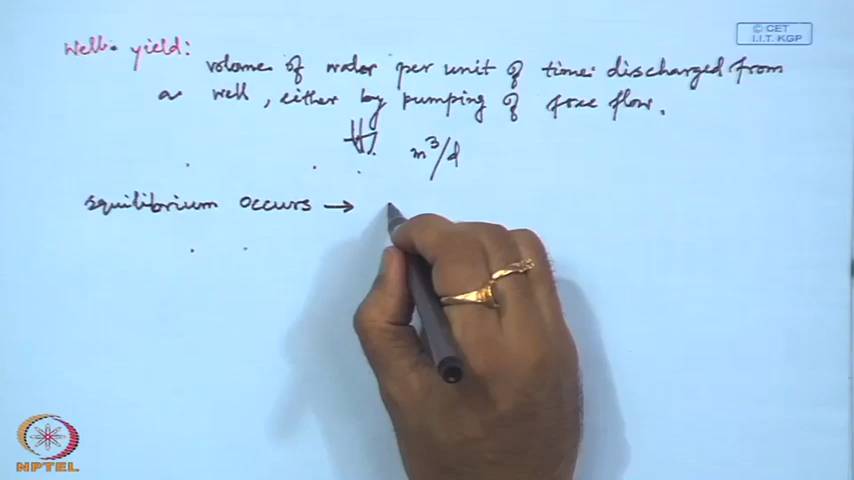 © CET
I.I.T. KGP
Well yield:
volume of water per unit of time discharged from
a well, either by pumping of free flow.
m³/d
equilibrium occurs →
NPTEL